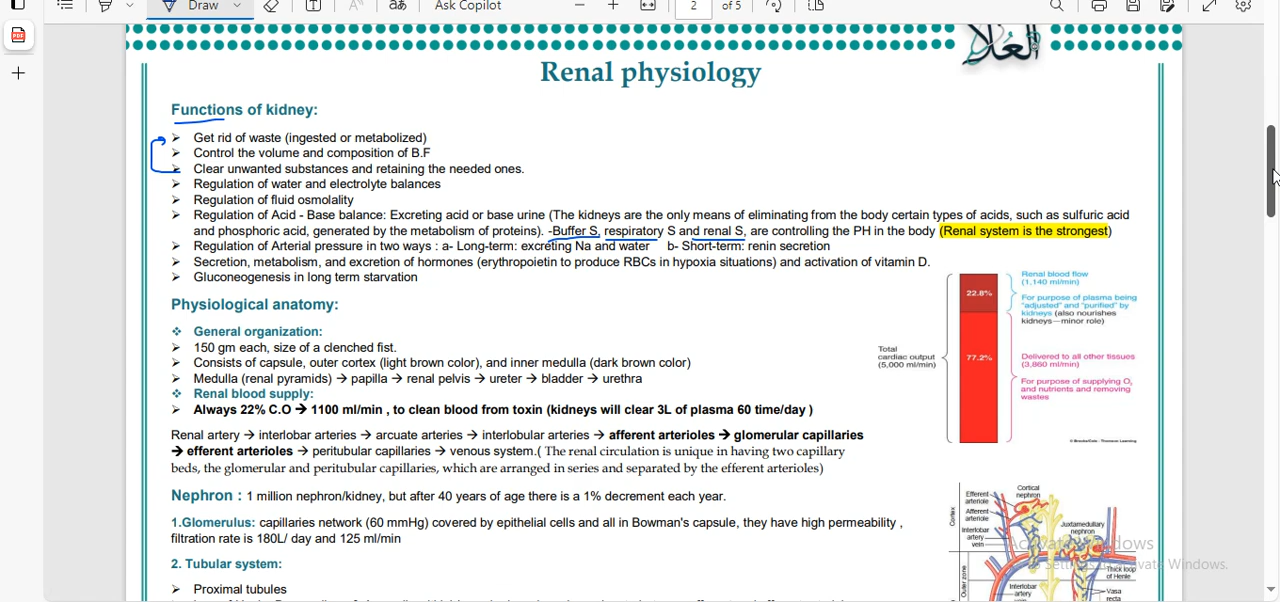 Draw
Ask Copilot
2
of 5
العلا
Renal physiology
Functions of kidney:
➢ Get rid of waste (ingested or metabolized)
➢ Control the volume and composition of B.F
➢ Clear unwanted substances and retaining the needed ones.
➢ Regulation of water and electrolyte balances
➢ Regulation of fluid osmolality
➢ Regulation of Acid - Base balance: Excreting acid or base urine (The kidneys are the only means of eliminating from the body certain types of acids, such as sulfuric acid
and phosphoric acid, generated by the metabolism of proteins). -Buffer S, respiratory S and renal S, are controlling the PH in the body (Renal system is the strongest)
➢ Regulation of Arterial pressure in two ways : a- Long-term: excreting Na and water b- Short-term: renin secretion
➢ Secretion, metabolism, and excretion of hormones (erythropoietin to produce RBCs in hypoxia situations) and activation of vitamin D.
➢ Gluconeogenesis in long term starvation
Physiological anatomy:
❖ General organization:
➢ 150 gm each, size of a clenched fist.
➢ Consists of capsule, outer cortex (light brown color), and inner medulla (dark brown color)
➢ Medulla (renal pyramids) → papilla → renal pelvis → ureter → bladder → urethra
❖ Renal blood supply:
➢ Always 22% C.O → 1100 ml/min , to clean blood from toxin (kidneys will clear 3L of plasma 60 time/day )
Renal artery → interlobar arteries → arcuate arteries → interlobular arteries → afferent arterioles → glomerular capillaries
→ efferent arterioles → peritubular capillaries → venous system.( The renal circulation is unique in having two capillary
beds, the glomerular and peritubular capillaries, which are arranged in series and separated by the efferent arterioles)
Total
cardiac output
(5,000 ml/min)
22.8%
77.2%
Renal blood flow
(1,140 ml/min)
For purpose of plasma being
"adjusted" and "purified" by
kidneys (also nourishes
kidneys—minor role)
Delivered to all other tissues
(3,860 ml/min)
For purpose of supplying O₂
and nutrients and removing
wastes
© Brooks/Cole - Thomson Learning
Nephron : 1 million nephron/kidney, but after 40 years of age there is a 1% decrement each year.
1.Glomerulus: capillaries network (60 mmHg) covered by epithelial cells and all in Bowman's capsule, they have high permeability ,
filtration rate is 180L/ day and 125 ml/min
2. Tubular system:
➢ Proximal tubules
Cortex
Outer zone
Efferent
arteriole
Afferent
arteriole
Interlobar
artery
vein
Cortical
nephron
Juxtamedullary
nephron
Thick loop
of Henle
Interlobar
artery
Vasa
recta